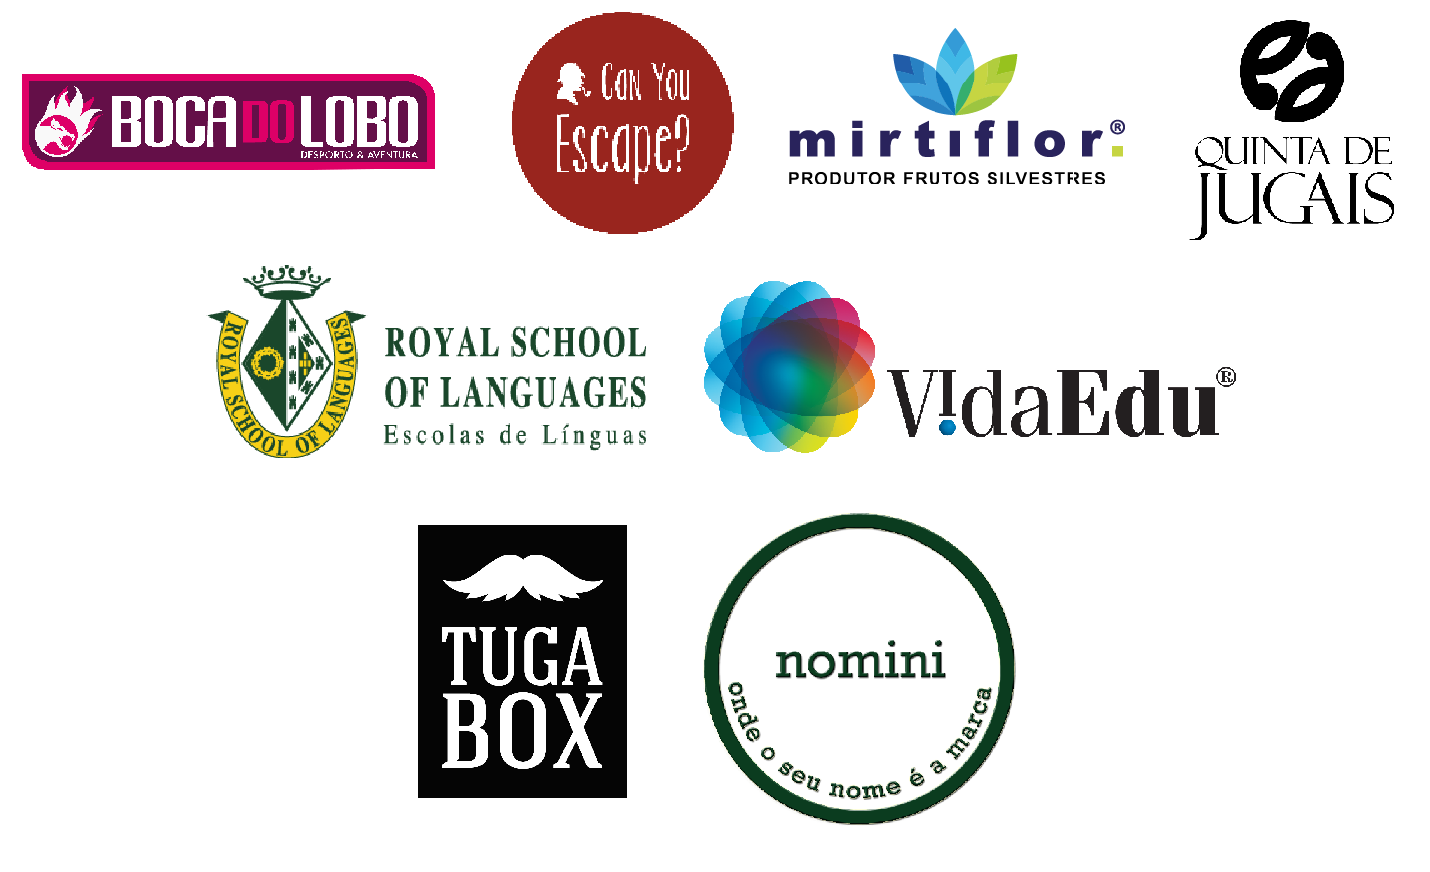 BOCA DO LOBO
DESPORTO & AVENTURA
CAN YOU
Escape?
mirtiflor®
PRODUTOR FRUTOS SILVESTRES
QUINTA DE
JUGAIS
ROYAL SCHOOL OF LANGUAGES
ROYAL SCHOOL
OF LANGUAGES
Escolas de Línguas
V!daEdu®
TUGA
BOX
nomini
onde o seu nome é a marca